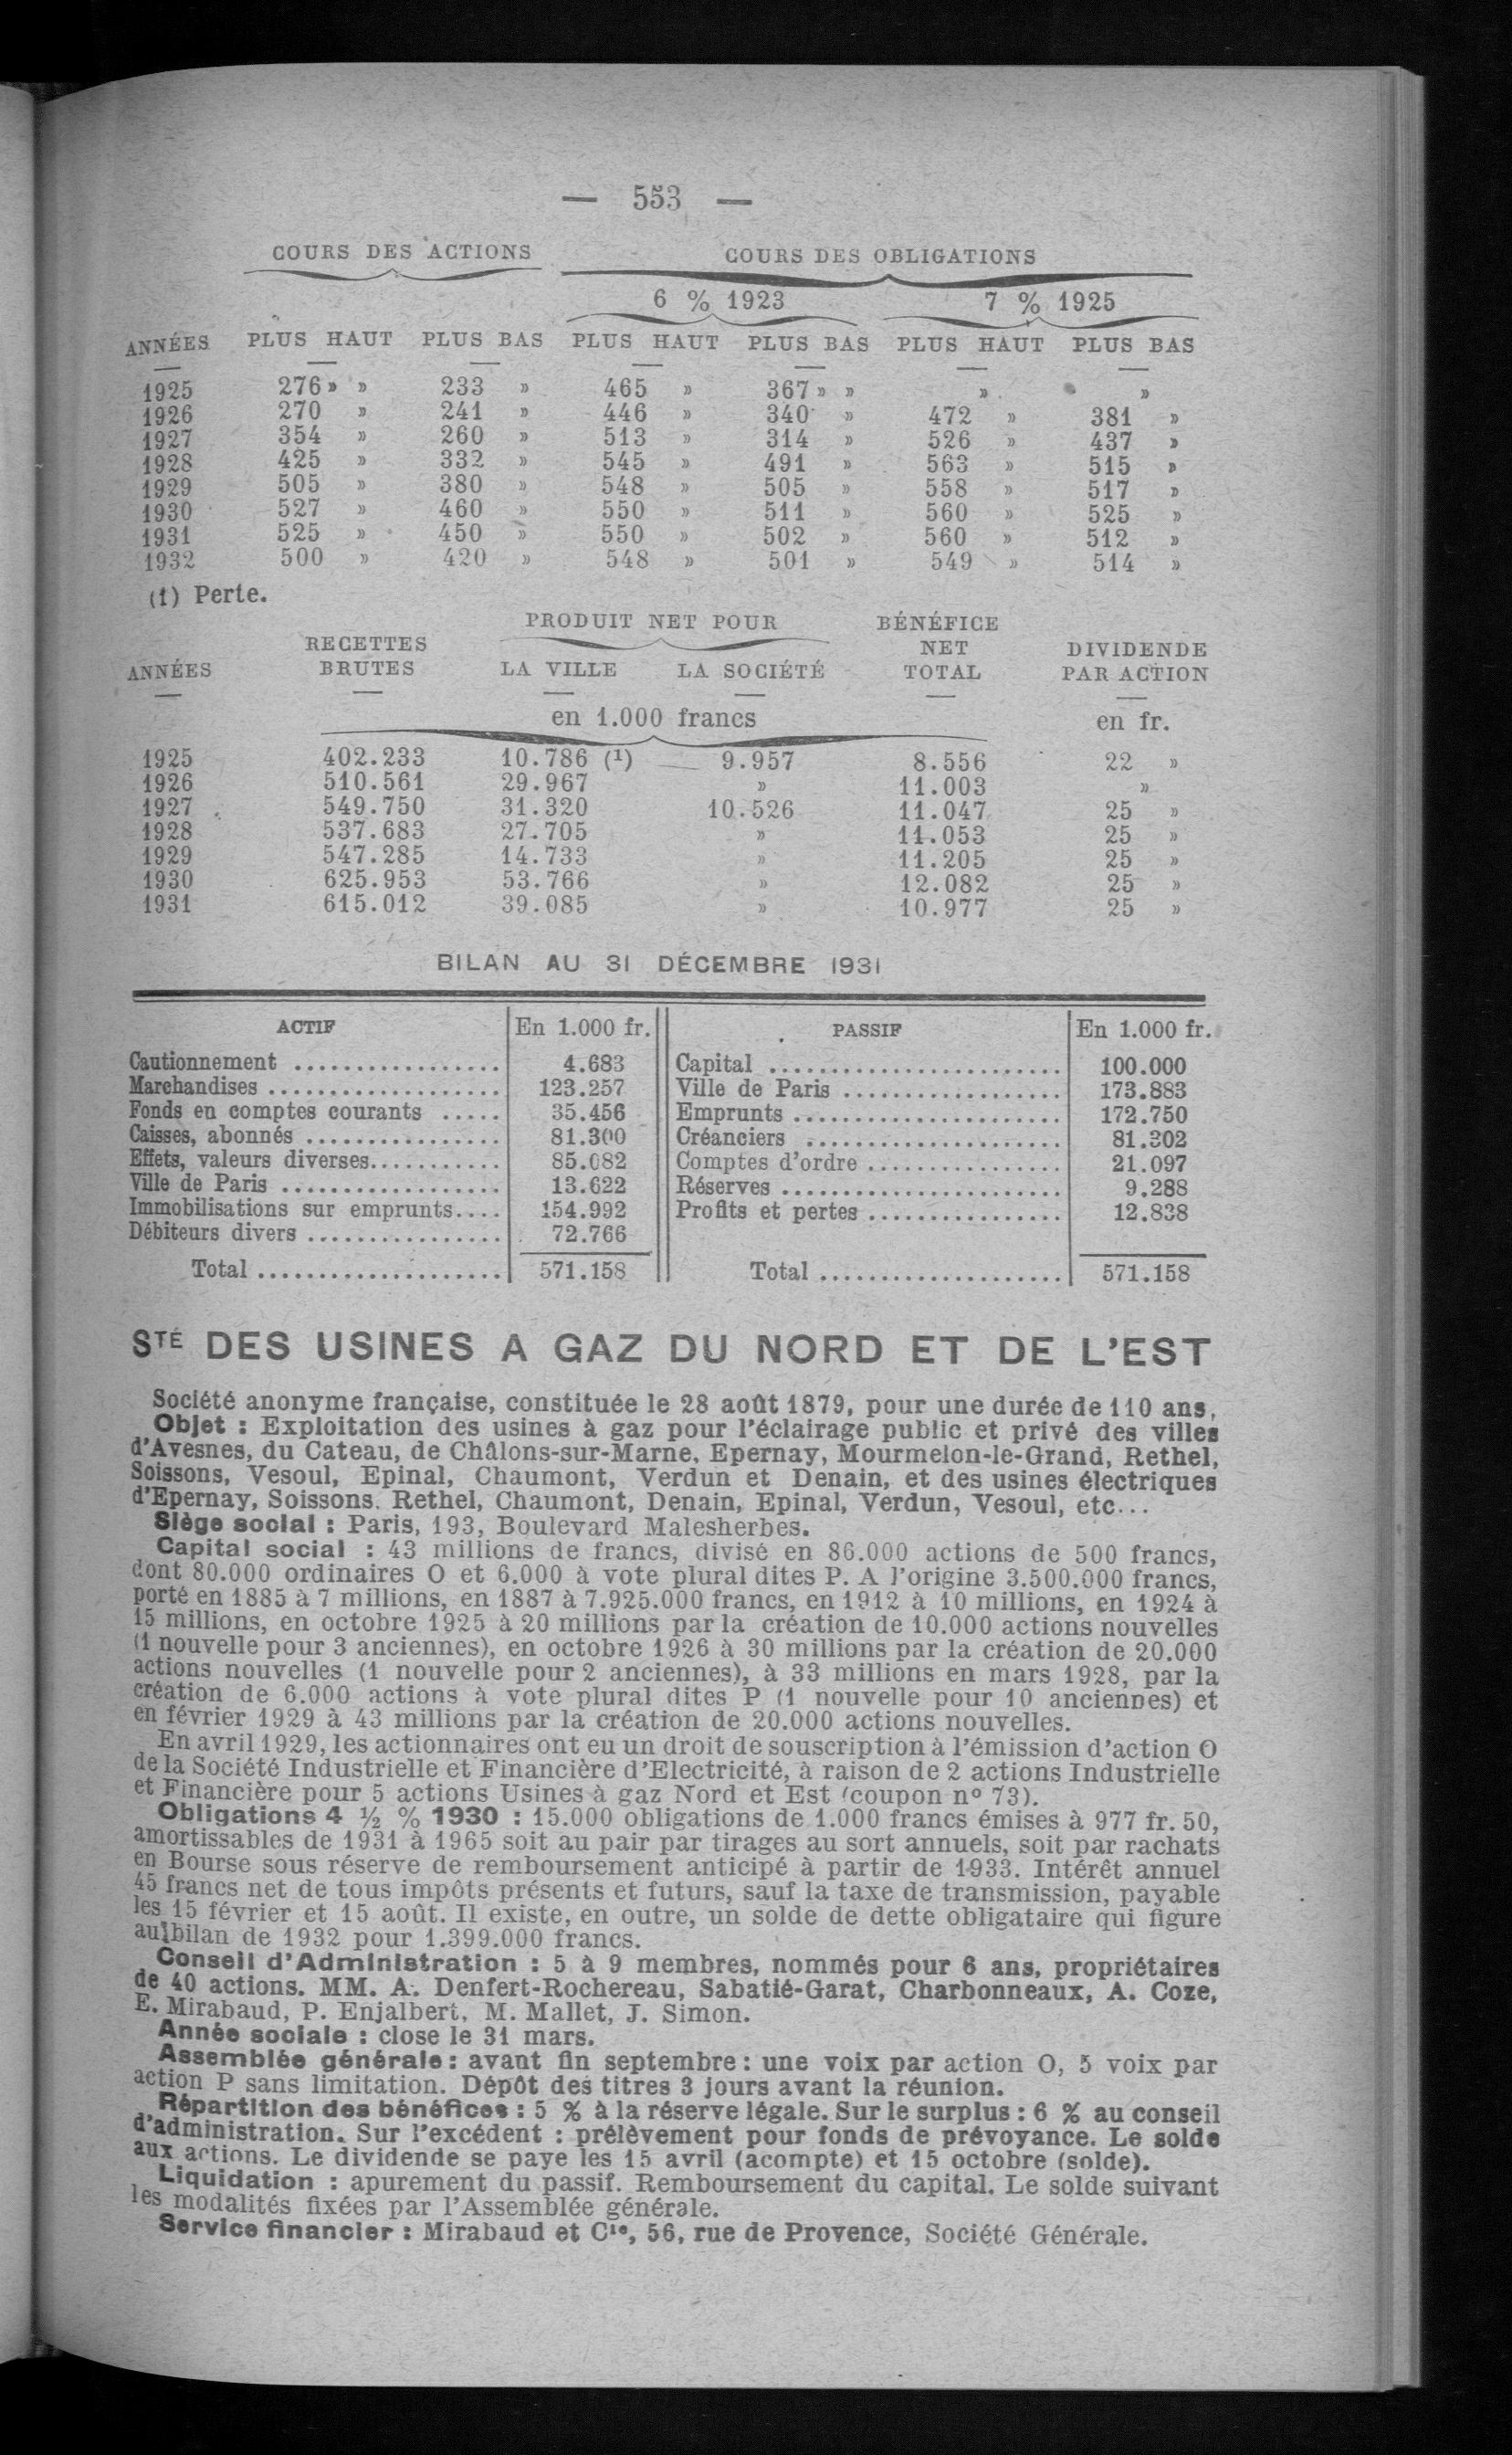 — 553 —
COURS DES ACTIONS COURS DES OBLIGATIONS
6 % 1923 7 % 1925
ANNÉES PLUS HAUT PLUS BAS PLUS HAUT PLUS BAS PLUS HAUT PLUS BAS
1925 276 » » 233 » 465 » 367 » » » »
1926 270 » 241 » 446 » 340 » 472 » 381 »
1927 354 » 260 » 513 » 314 » 526 » 437 »
1928 425 » 332 » 545 » 491 » 563 » 515 »
1929 505 » 380 » 548 » 505 » 558 » 517 »
1930 527 » 460 » 550 » 511 » 560 » 525 »
1931 525 » 450 » 550 » 502 » 560 » 512 »
1932 500 » 420 » 548 » 501 » 549 » 514 »
(1) Perte.
PRODUIT NET POUR BÉNÉFICE
RECETTES NET DIVIDENDE
ANNÉES BRUTES LA VILLE LA SOCIÉTÉ TOTAL PAR ACTION
en 1.000 francs en fr.
1925 402.233 10.786 (1) — 9.957 8.556 22 »
1926 510.561 29.967 » 11.003 »
1927 549.750 31.320 10.526 11.047 25 »
1928 537.683 27.705 » 11.053 25 »
1929 547.285 14.733 » 11.205 25 »
1930 625.953 53.766 » 12.082 25 »
1931 615.012 39.085 » 10.977 25 »
BILAN AU 31 DÉCEMBRE 1931
ACTIF En 1.000 fr. PASSIF En 1.000 fr.
Cautionnement ................. 4.683 Capital ........................ 100.000
Marchandises ................... 123.257 Ville de Paris .................. 173.883
Fonds en comptes courants ..... 35.456 Emprunts ...................... 172.750
Caisses, abonnés ................ 81.300 Créanciers ..................... 81.302
Effets, valeurs diverses........... 85.082 Comptes d'ordre ................ 21.097
Ville de Paris .................. 13.622 Réserves ....................... 9.288
Immobilisations sur emprunts.... 154.992 Profits et pertes ................ 12.838
Débiteurs divers ................ 72.766
Total .................... 571.158 Total .................... 571.158
STÉ DES USINES A GAZ DU NORD ET DE L'EST
Société anonyme française, constituée le 28 août 1879, pour une durée de 110 ans,
Objet : Exploitation des usines à gaz pour l'éclairage public et privé des villes
d'Avesnes, du Cateau, de Châlons-sur-Marne, Epernay, Mourmelon-le-Grand, Rethel,
Soissons, Vesoul, Epinal, Chaumont, Verdun et Denain, et des usines électriques
d'Epernay, Soissons. Rethel, Chaumont, Denain, Epinal, Verdun, Vesoul, etc...
Siège social : Paris, 193, Boulevard Malesherbes.
Capital social : 43 millions de francs, divisé en 86.000 actions de 500 francs,
dont 80.000 ordinaires O et 6.000 à vote plural dites P. A l'origine 3.500.000 francs,
porté en 1885 à 7 millions, en 1887 à 7.925.000 francs, en 1912 à 10 millions, en 1924 à
15 millions, en octobre 1925 à 20 millions par la création de 10.000 actions nouvelles
(1 nouvelle pour 3 anciennes), en octobre 1926 à 30 millions par la création de 20.000
actions nouvelles (1 nouvelle pour 2 anciennes), à 33 millions en mars 1928, par la
création de 6.000 actions à vote plural dites P (1 nouvelle pour 10 anciennes) et
en février 1929 à 43 millions par la création de 20.000 actions nouvelles.
En avril 1929, les actionnaires ont eu un droit de souscription à l'émission d'action O
de la Société Industrielle et Financière d'Electricité, à raison de 2 actions Industrielle
et Financière pour 5 actions Usines à gaz Nord et Est (coupon nº 73).
Obligations 4 ½ % 1930 : 15.000 obligations de 1.000 francs émises à 977 fr. 50,
amortissables de 1931 à 1965 soit au pair par tirages au sort annuels, soit par rachats
en Bourse sous réserve de remboursement anticipé à partir de 1933. Intérêt annuel
45 francs net de tous impôts présents et futurs, sauf la taxe de transmission, payable
les 15 février et 15 août. Il existe, en outre, un solde de dette obligataire qui figure
au bilan de 1932 pour 1.399.000 francs.
Conseil d'Administration : 5 à 9 membres, nommés pour 6 ans, propriétaires
de 40 actions. MM. A. Denfert-Rochereau, Sabatié-Garat, Charbonneaux, A. Coze,
E. Mirabaud, P. Enjalbert, M. Mallet, J. Simon.
Année sociale : close le 31 mars.
Assemblée générale : avant fin septembre : une voix par action O, 5 voix par
action P sans limitation. Dépôt des titres 3 jours avant la réunion.
Répartition des bénéfices : 5 % à la réserve légale. Sur le surplus : 6 % au conseil
d'administration. Sur l'excédent : prélèvement pour fonds de prévoyance. Le solde
aux actions. Le dividende se paye les 15 avril (acompte) et 15 octobre (solde).
Liquidation : apurement du passif. Remboursement du capital. Le solde suivant
les modalités fixées par l'Assemblée générale.
Service financier : Mirabaud et Cie, 56, rue de Provence, Société Générale.